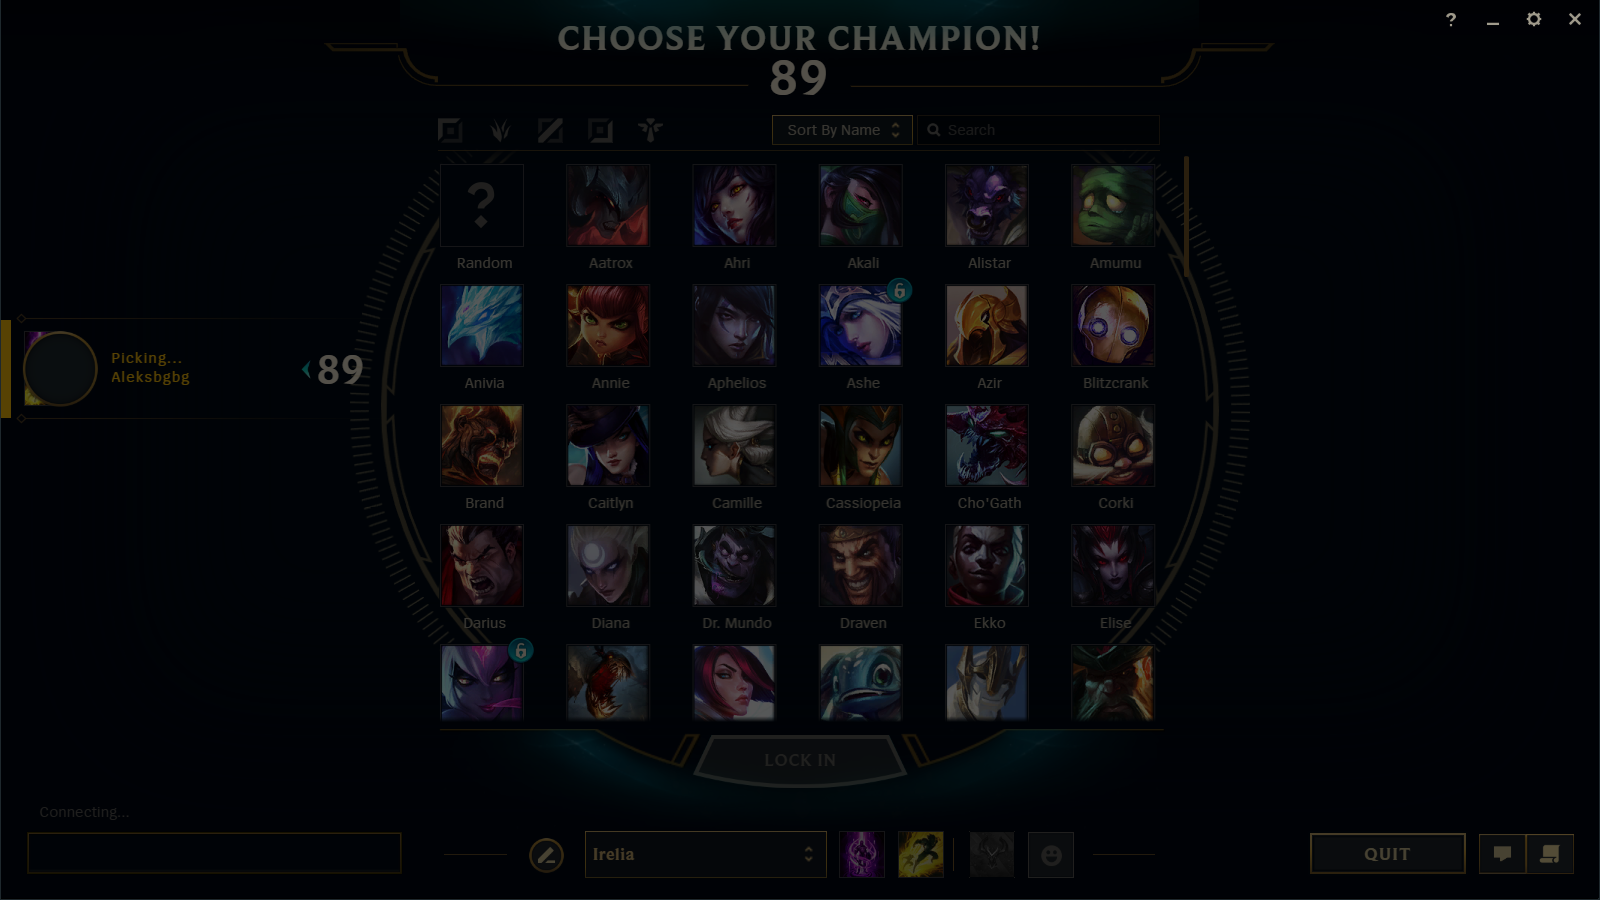 CHOOSE YOUR CHAMPION!
89
Sort By Name
Search
?
Random
Aatrox
Ahri
Akali
Alistar
Amumu
Picking...
Aleksbgbg
89
Anivia
Annie
Aphelios
Ashe
Azir
Blitzcrank
Brand
Caitlyn
Camille
Cassiopeia
Cho'Gath
Corki
Darius
Diana
Dr. Mundo
Draven
Ekko
Elise
LOCK IN
Connecting...
Irelia
QUIT